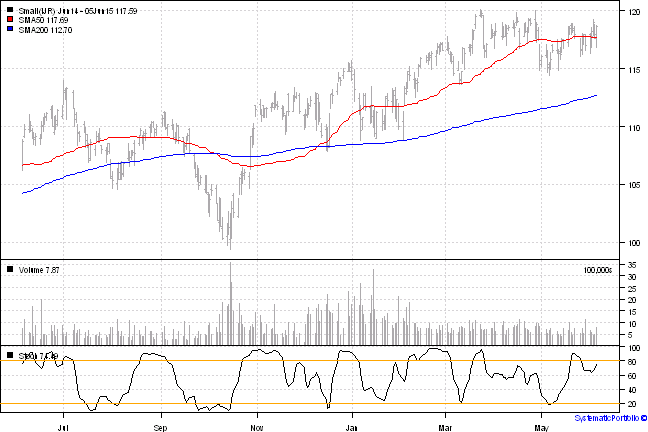 Small(IJR) Jun14 - 05Jun15 117.59
SMA50 117.69
SMA200 112.70
120
115
110
105
100
Volume 7.87
100,000s
35
30
25
20
15
10
5
100
80
60
40
20
Jul
Sep
Nov
Jan
Mar
May
SystematicPortfolio ©